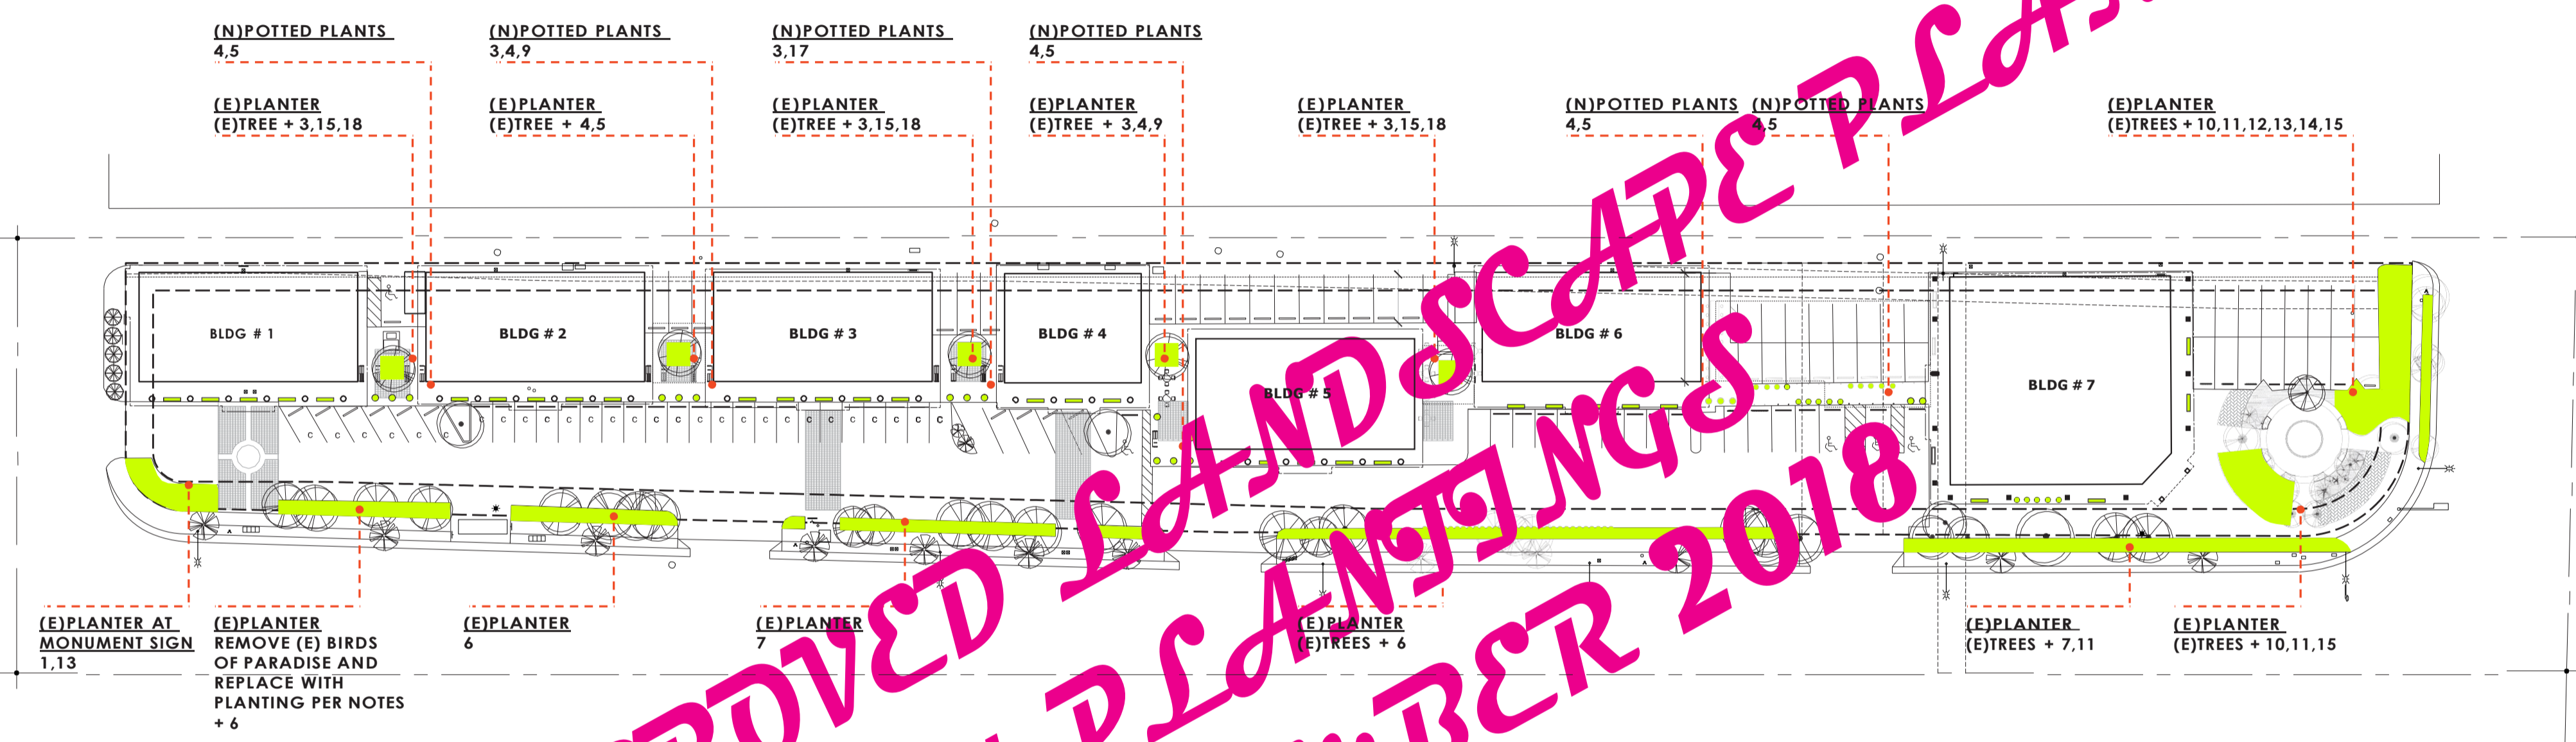 (N)POTTED PLANTS
4,5
(N)POTTED PLANTS
3,4,9
(N)POTTED PLANTS
3,17
(N)POTTED PLANTS
4,5
(E)PLANTER
(E)TREE + 3,15,18
(E)PLANTER
(E)TREE + 4,5
(E)PLANTER
(E)TREE + 3,15,18
(E)PLANTER
(E)TREE + 3,4,9
(E)PLANTER
(E)TREE + 3,15,18
(N)POTTED PLANTS
4,5
(N)POTTED PLANTS
4,5
(E)PLANTER
(E)TREES + 10,11,12,13,14,15
BLDG # 1
BLDG # 2
BLDG # 3
BLDG # 4
BLDG # 5
BLDG # 6
BLDG # 7
C C C C C C
C C C C C C C C C C C C C C C C
(E)PLANTER AT
MONUMENT SIGN
1,13
(E)PLANTER
REMOVE (E) BIRDS
OF PARADISE AND
REPLACE WITH
PLANTING PER NOTES
+ 6
(E)PLANTER
6
(E)PLANTER
7
(E)PLANTER
(E)TREES + 6
(E)PLANTER
(E)TREES + 7,11
(E)PLANTER
(E)TREES + 10,11,15
LANDSCAPE
PLANTINGS
2018